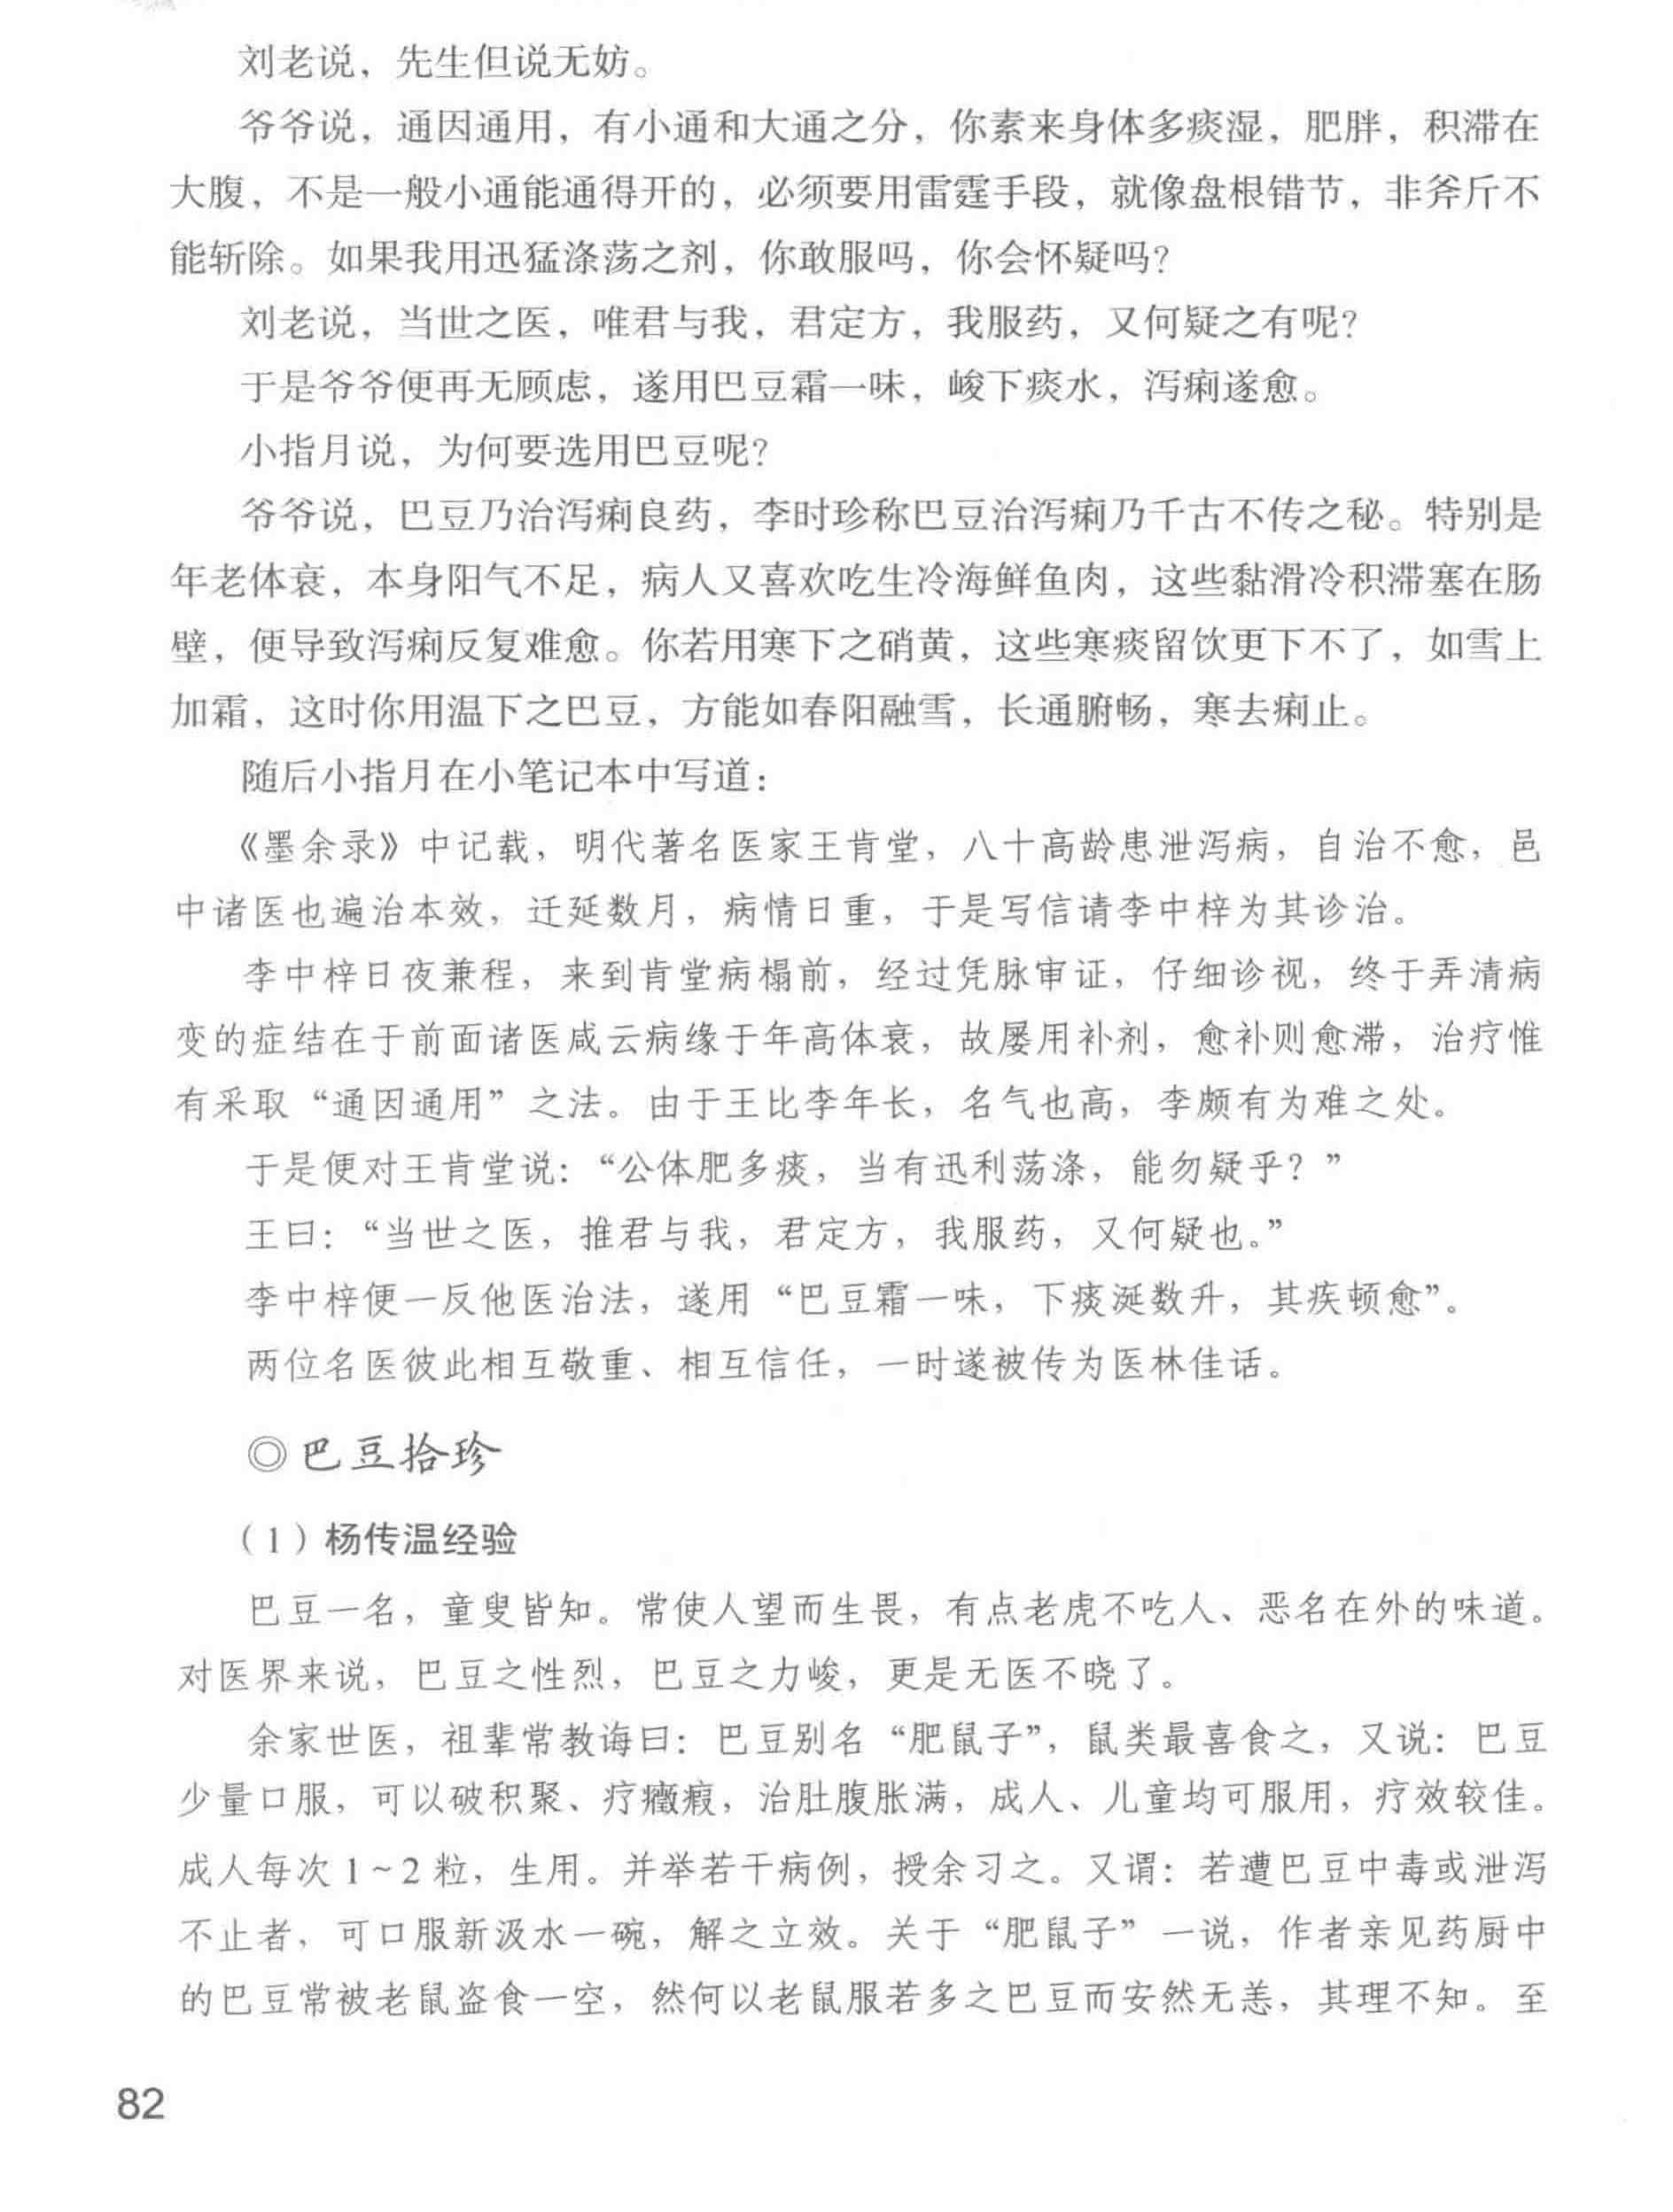 刘老说，先生但说无妨。
爷爷说，通因通用，有小通和大通之分，你素来身体多痰湿，肥胖，积滞在
大腹，不是一般小通能通得开的，必须要用雷霆手段，就像盘根错节，非斧斤不
能斩除。如果我用迅猛涤荡之剂，你敢服吗，你会怀疑吗？
刘老说，当世之医，唯君与我，君定方，我服药，又何疑之有呢？
于是爷爷便再无顾虑，遂用巴豆霜一味，峻下痰水，泻痢遂愈。
小指月说，为何要选用巴豆呢？
爷爷说，巴豆乃治泻痢良药，李时珍称巴豆治泻痢乃千古不传之秘。特别是
年老体衰，本身阳气不足，病人又喜欢吃生冷海鲜鱼肉，这些黏滑冷积滞塞在肠
壁，便导致泻痢反复难愈。你若用寒下之硝黄，这些寒痰留饮更下不了，如雪上
加霜，这时你用温下之巴豆，方能如春阳融雪，长通腑畅，寒去痢止。
随后小指月在小笔记本中写道：
《墨余录》中记载，明代著名医家王肯堂，八十高龄患泄泻病，自治不愈，邑
中诸医也遍治本效，迁延数月，病情日重，于是写信请李中梓为其诊治。
李中梓日夜兼程，来到肯堂病榻前，经过凭脉审证，仔细诊视，终于弄清病
变的症结在于前面诸医咸云病缘于年高体衰，故屡用补剂，愈补则愈滞，治疗惟
有采取“通因通用”之法。由于王比李年长，名气也高，李颇有为难之处。
于是便对王肯堂说：“公体肥多痰，当有迅利荡涤，能勿疑乎？”
王曰：“当世之医，推君与我，君定方，我服药，又何疑也。”
李中梓便一反他医治法，遂用“巴豆霜一味，下痰涎数升，其疾顿愈”。
两位名医彼此相互敬重、相互信任，一时遂被传为医林佳话。
◎巴豆拾珍
（1）杨传温经验
巴豆一名，童叟皆知。常使人望而生畏，有点老虎不吃人、恶名在外的味道。
对医界来说，巴豆之性烈，巴豆之力峻，更是无医不晓了。
余家世医，祖辈常教诲曰：巴豆别名“肥鼠子”，鼠类最喜食之，又说：巴豆
少量口服，可以破积聚、疗癥瘕，治肚腹胀满，成人、儿童均可服用，疗效较佳。
成人每次1～2粒，生用。并举若干病例，授余习之。又谓：若遭巴豆中毒或泄泻
不止者，可口服新汲水一碗，解之立效。关于“肥鼠子”一说，作者亲见药厨中
的巴豆常被老鼠盗食一空，然何以老鼠服若多之巴豆而安然无恙，其理不知。至
82